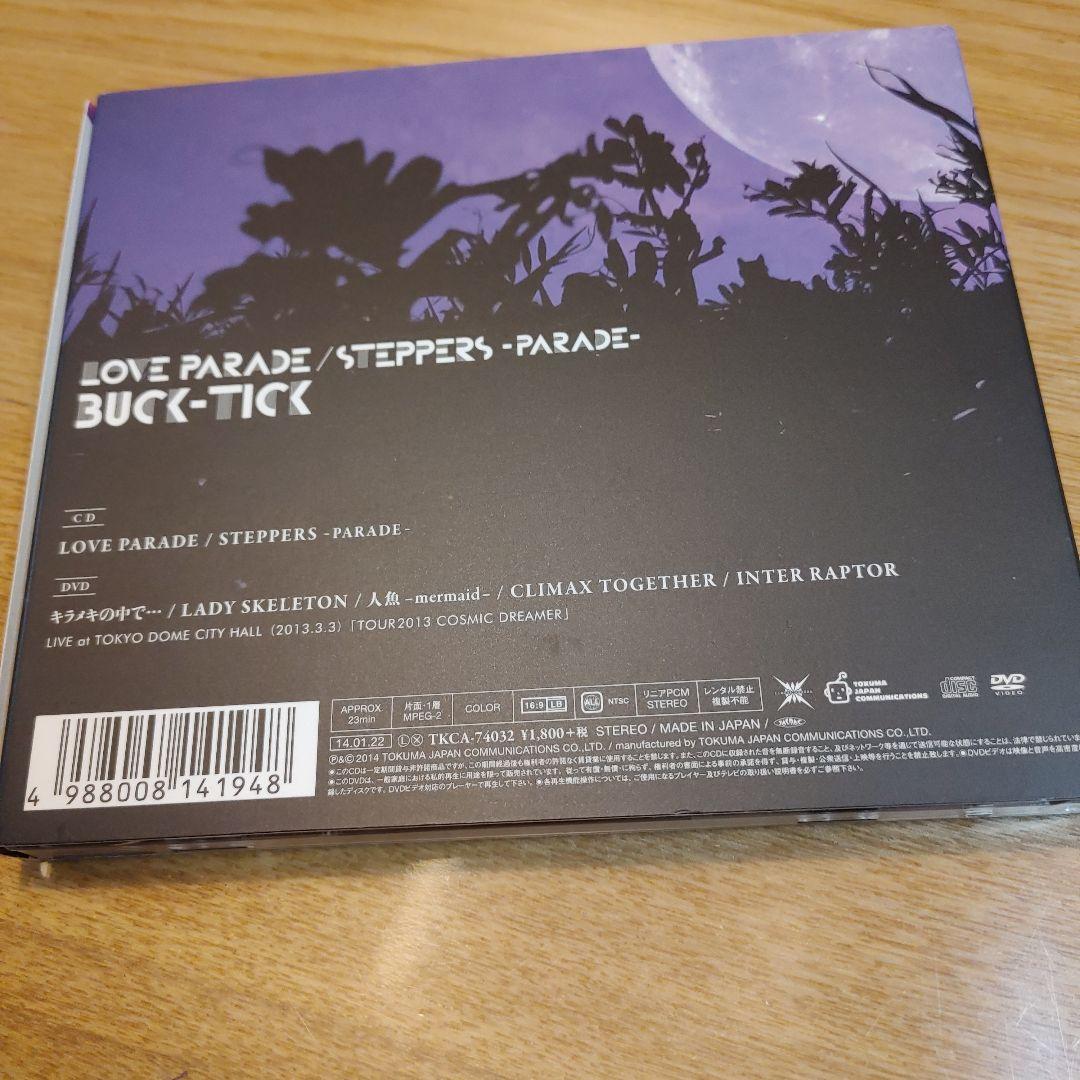 LOVE PARADE / STEPPERS -PARADE-
BUCK-TICK
CD
LOVE PARADE / STEPPERS -PARADE-
DVD
キラメキの中で… / LADY SKELETON / 人魚 -mermaid- / CLIMAX TOGETHER / INTER RAPTOR
LIVE at TOKYO DOME CITY HALL（2013.3.3）「TOUR2013 COSMIC DREAMER」
APPROX. 23min
片面・1層 MPEG-2
COLOR
16:9 LB
ALL NTSC
リニアPCM STEREO
レンタル禁止 複製不能
TOKUMA JAPAN COMMUNICATIONS
COMPACT disc DIGITAL AUDIO
DVD VIDEO
14.01.22 Ⓛ Ⓧ TKCA-74032 ¥1,800+税 STEREO / MADE IN JAPAN /
Ⓟ&© 2014 TOKUMA JAPAN COMMUNICATIONS CO.,LTD. / manufactured by TOKUMA JAPAN COMMUNICATIONS CO.,LTD.
4 988008 141948